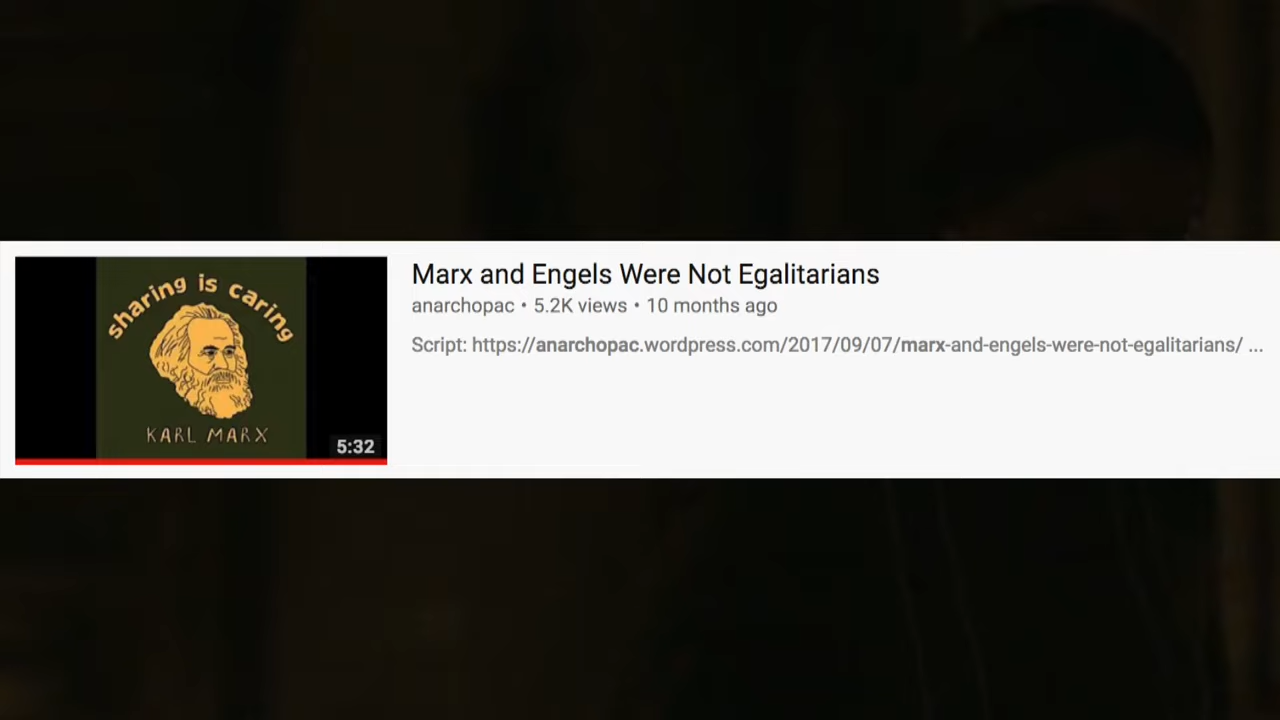 sharing is caring
KARL MARX
5:32
Marx and Engels Were Not Egalitarians
anarchopac • 5.2K views • 10 months ago
Script: https://anarchopac.wordpress.com/2017/09/07/marx-and-engels-were-not-egalitarians/ ...